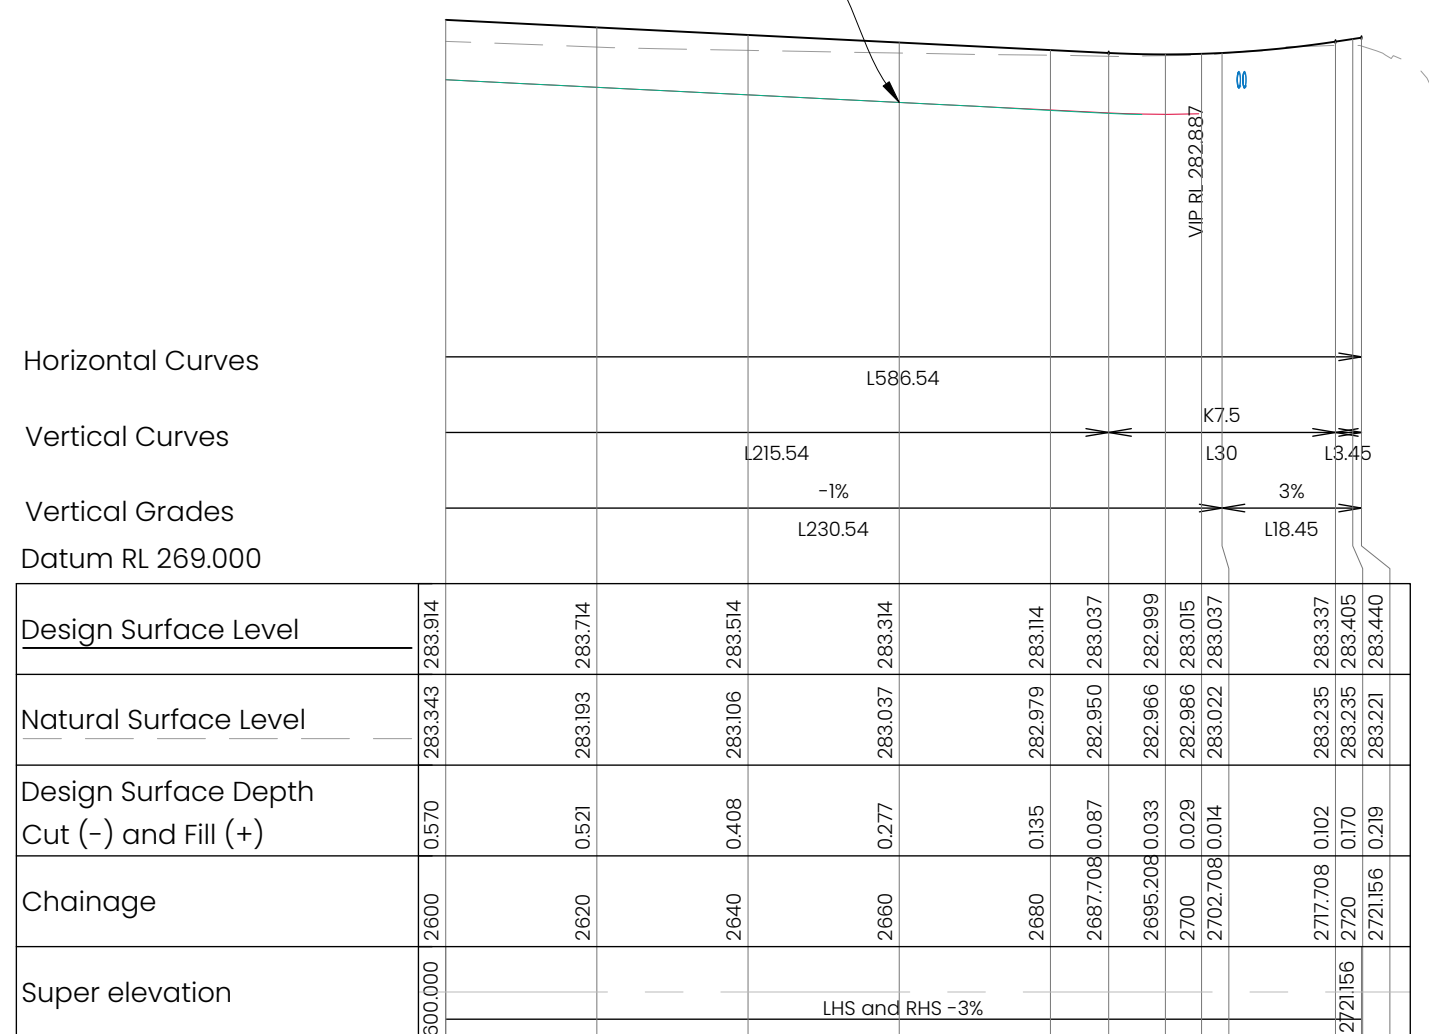 VIP RL 282.887
Horizontal Curves
L586.54
Vertical Curves
K7.5
L215.54 L30 L3.45
Vertical Grades
-1% 3%
L230.54 L18.45
Datum RL 269.000
Design Surface Level 283.914 283.714 283.514 283.314 283.114 283.037 282.999 283.015 283.037 283.337 283.405 283.440
Natural Surface Level 283.343 283.193 283.106 283.037 282.979 282.950 282.966 282.986 283.022 283.235 283.235 283.221
Design Surface Depth
Cut (-) and Fill (+) 0.570 0.521 0.408 0.277 0.135 0.087 0.033 0.029 0.014 0.102 0.170 0.219
Chainage 2600 2620 2640 2660 2680 2687.708 2695.208 2700 2702.708 2717.708 2720 2721.156
Super elevation 600.000 2721.156
LHS and RHS -3%